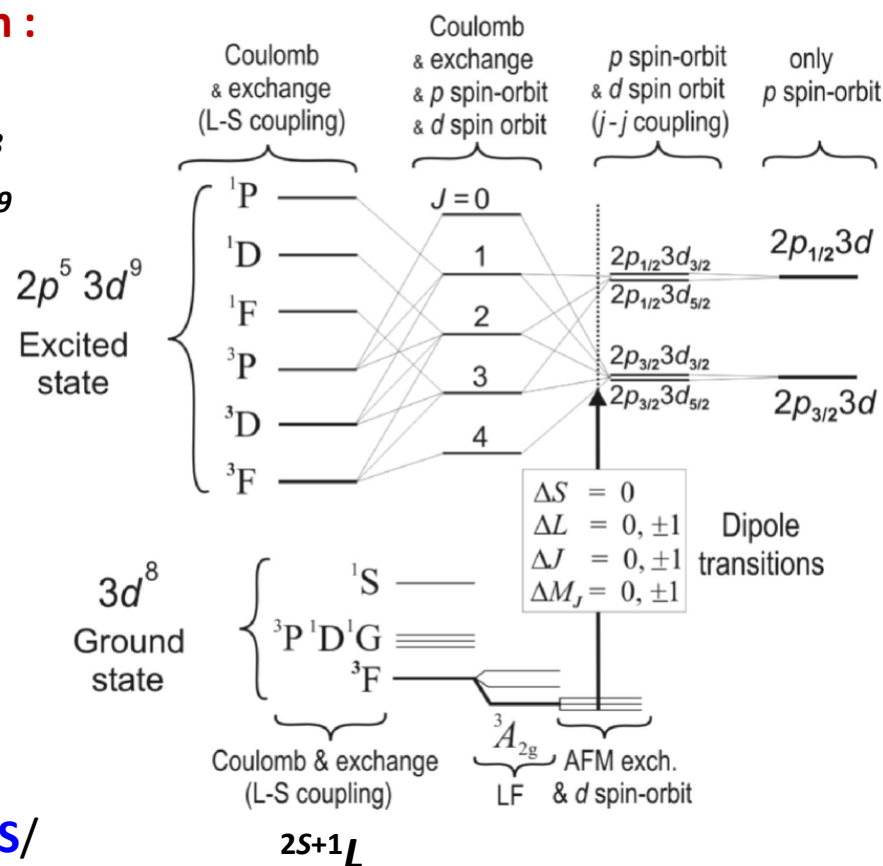 n :
3
9
Coulomb
& exchange
(L-S coupling)
Coulomb
& exchange
& p spin-orbit
& d spin orbit
p spin-orbit
& d spin orbit
(j-j coupling)
only
p spin-orbit
2p⁵ 3d⁹
Excited
state
¹P
¹D
¹F
³P
³D
³F
J = 0
1
2
3
4
2p₁/₂3d₃/₂
2p₁/₂3d₅/₂
2p₃/₂3d₃/₂
2p₃/₂3d₅/₂
2p₁/₂3d
2p₃/₂3d
ΔS = 0
ΔL = 0, ±1
ΔJ = 0, ±1
ΔM_J = 0, ±1
Dipole
transitions
3d⁸
Ground
state
¹S
³P ¹D ¹G
³F
³A₂g
Coulomb & exchange
(L-S coupling)
LF
AFM exch.
& d spin-orbit
S/
2S+1L